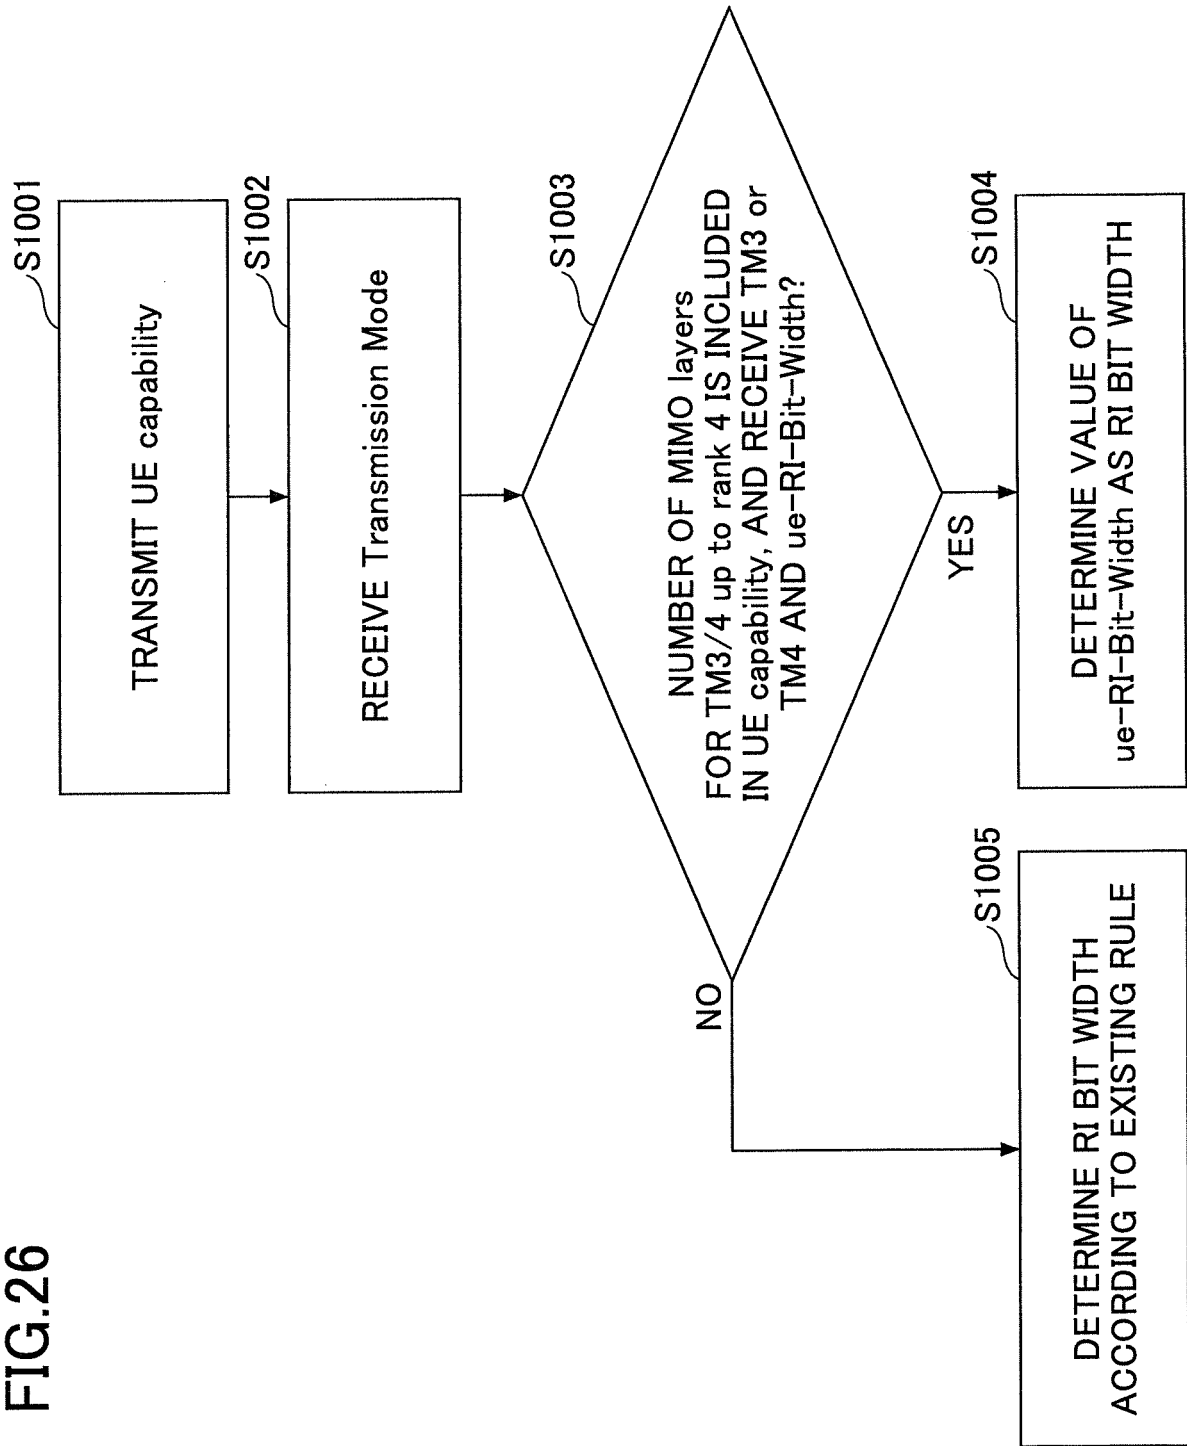 FIG.26
S1001
TRANSMIT UE capability
S1002
RECEIVE Transmission Mode
S1003
NUMBER OF MIMO layers
FOR TM3/4 up to rank 4 IS INCLUDED
IN UE capability, AND RECEIVE TM3 or
TM4 AND ue-RI-Bit-Width?
NO
YES
S1004
DETERMINE VALUE OF
ue-RI-Bit-Width AS RI BIT WIDTH
S1005
DETERMINE RI BIT WIDTH
ACCORDING TO EXISTING RULE